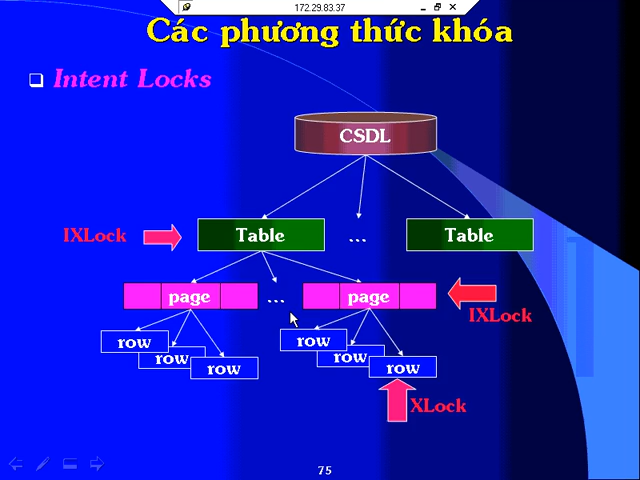 172.29.83.37
Các phương thức khóa
Intent Locks
CSDL
IXLock
Table
...
Table
page
...
page
IXLock
row
row
row
row
row
row
XLock
75